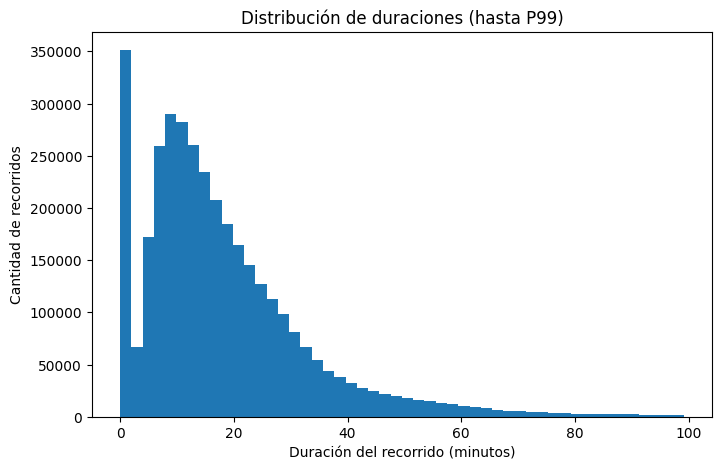 Distribución de duraciones (hasta P99)
350000
300000
250000
200000
150000
100000
50000
0
Cantidad de recorridos
0 20 40 60 80 100
Duración del recorrido (minutos)